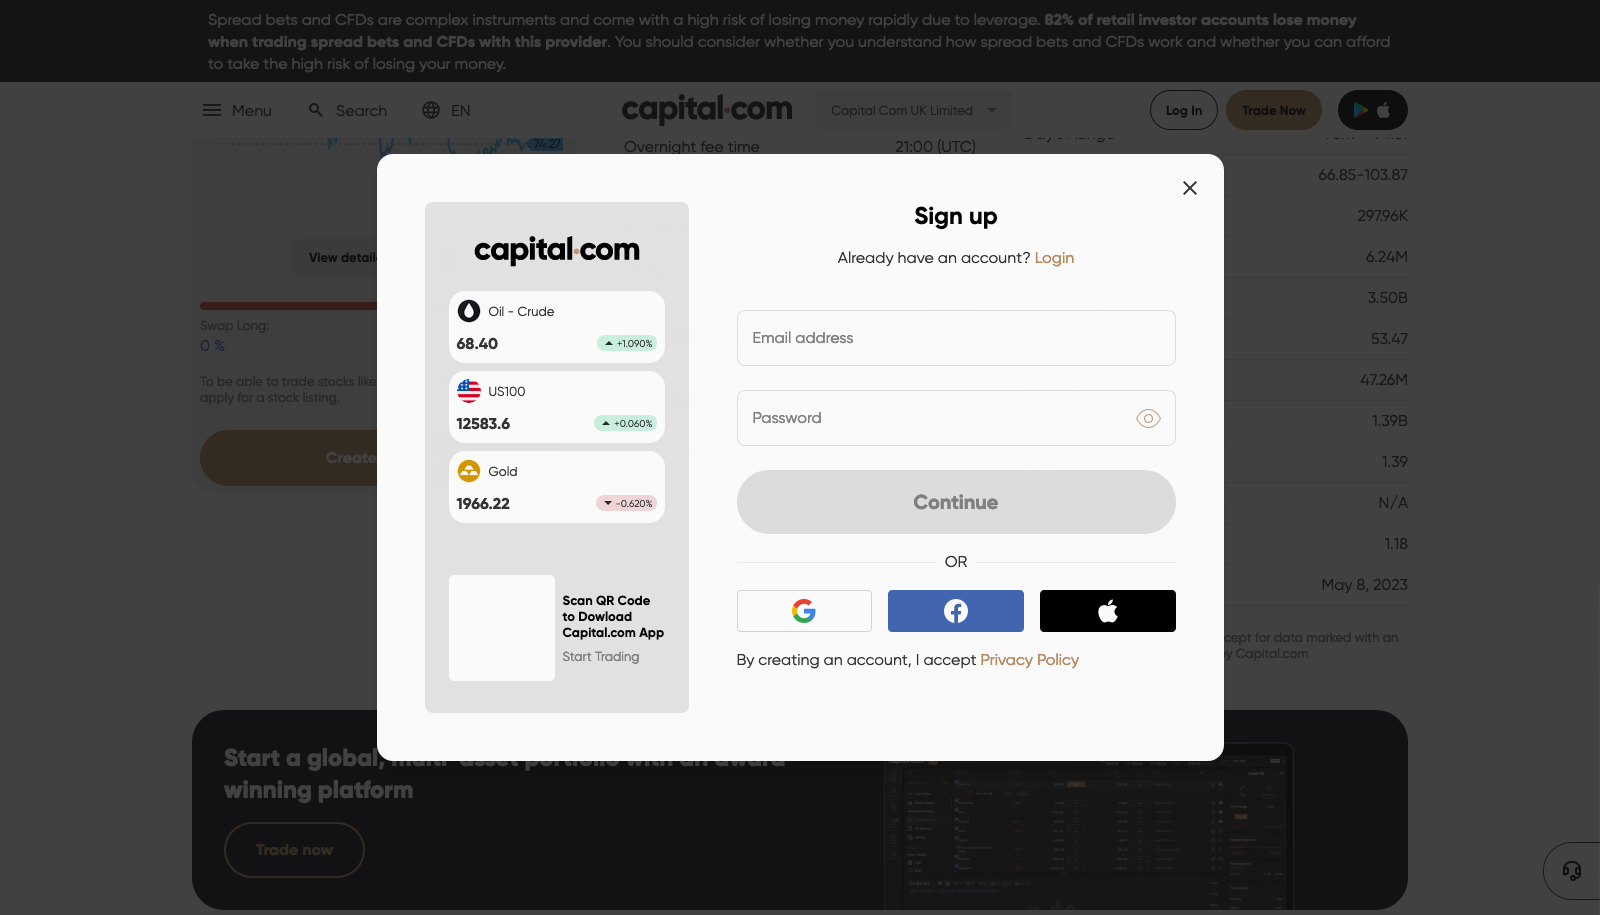 Spread bets and CFDs are complex instruments and come with a high risk of losing money rapidly due to leverage. 82% of retail investor accounts lose money
when trading spread bets and CFDs with this provider. You should consider whether you understand how spread bets and CFDs work and whether you can afford
to take the high risk of losing your money.
Menu
Search
EN
capital.com
Capital Com UK Limited
Log In
Trade Now
74.27
Overnight fee time
21:00 (UTC)
66.85-103.87
297.96K
6.24M
3.50B
53.47
47.26M
1.39B
1.39
N/A
1.18
May 8, 2023
View detaile
Swap Long:
0 %
To be able to trade stocks like
apply for a stock listing.
Create
capital.com
Oil - Crude
68.40
+1.090%
US100
12583.6
+0.060%
Gold
1966.22
-0.620%
Scan QR Code
to Dowload
Capital.com App
Start Trading
Sign up
Already have an account? Login
Email address
Password
Continue
OR
By creating an account, I accept Privacy Policy
cept for data marked with an
by Capital.com
Start a global, multi-asset portfolio with an award
winning platform
Trade now